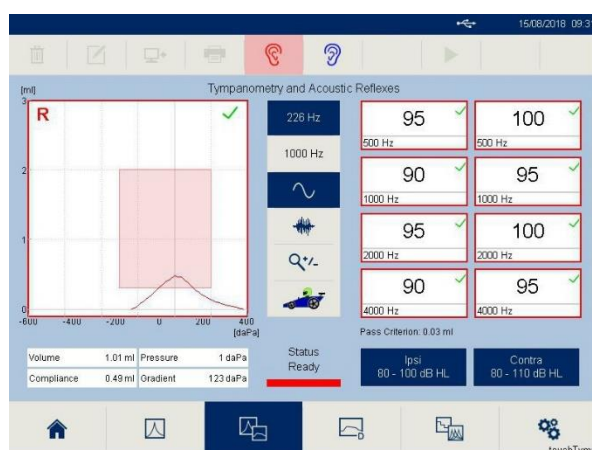 15/08/2018 09:31
[ml] Tympanometry and Acoustic Reflexes
R
3
2
1
0
-600 -400 -200 0 200 400
[daPa]
226 Hz
1000 Hz
95
500 Hz
100
500 Hz
90
1000 Hz
95
1000 Hz
95
2000 Hz
100
2000 Hz
90
4000 Hz
95
4000 Hz
Pass Criterion: 0.03 ml
Volume 1.01 ml Pressure 1 daPa
Compliance 0.49 ml Gradient 123 daPa
Status
Ready
Ipsi
80 - 100 dB HL
Contra
80 - 110 dB HL
D